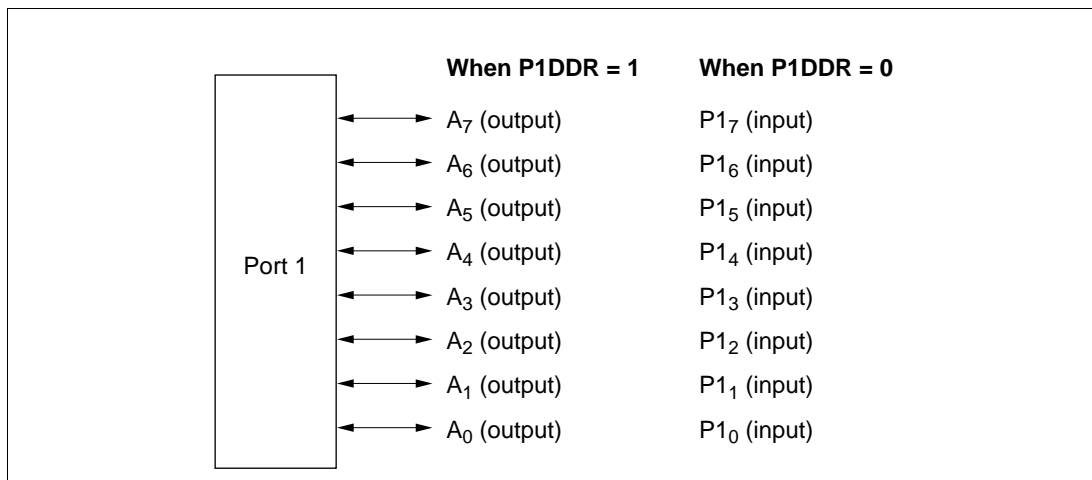 When P1DDR = 1 When P1DDR = 0
A7 (output) P17 (input)
A6 (output) P16 (input)
A5 (output) P15 (input)
Port 1 A4 (output) P14 (input)
A3 (output) P13 (input)
A2 (output) P12 (input)
A1 (output) P11 (input)
A0 (output) P10 (input)